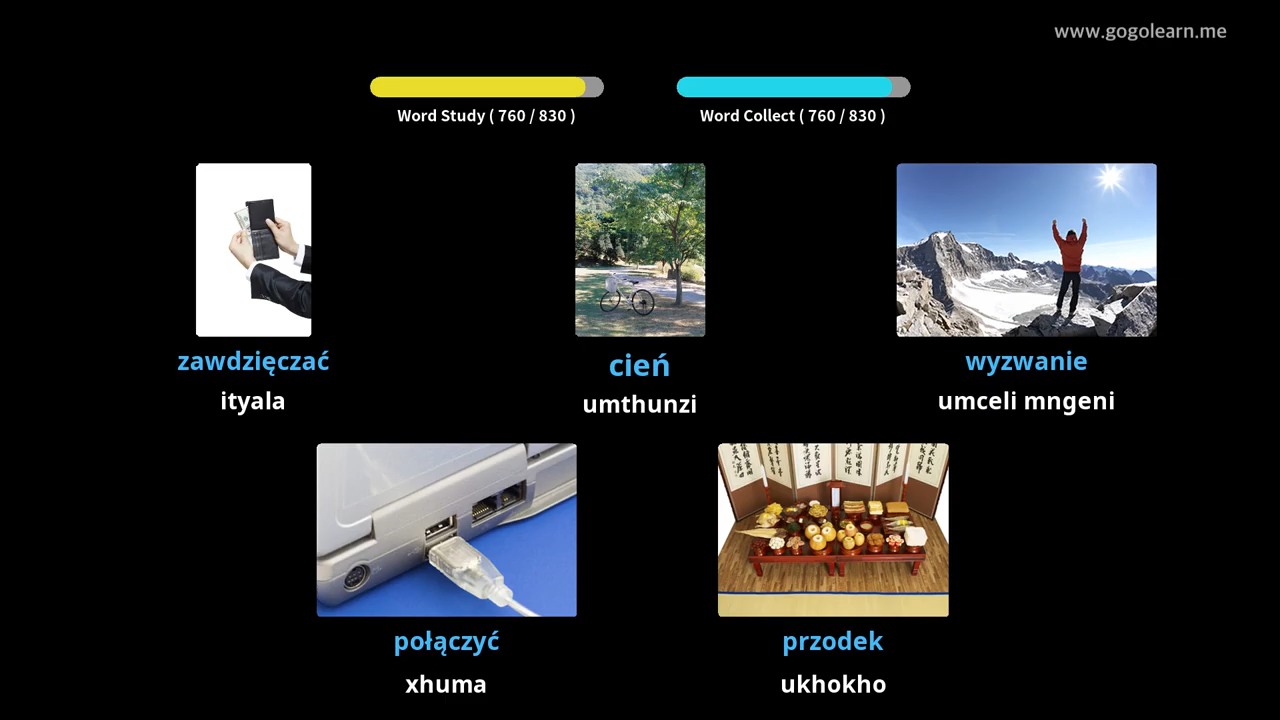 www.gogolearn.me
Word Study ( 760 / 830 )
Word Collect ( 760 / 830 )
zawdzięczać
ityala
cień
umthunzi
wyzwanie
umceli mngeni
połączyć
xhuma
przodek
ukhokho